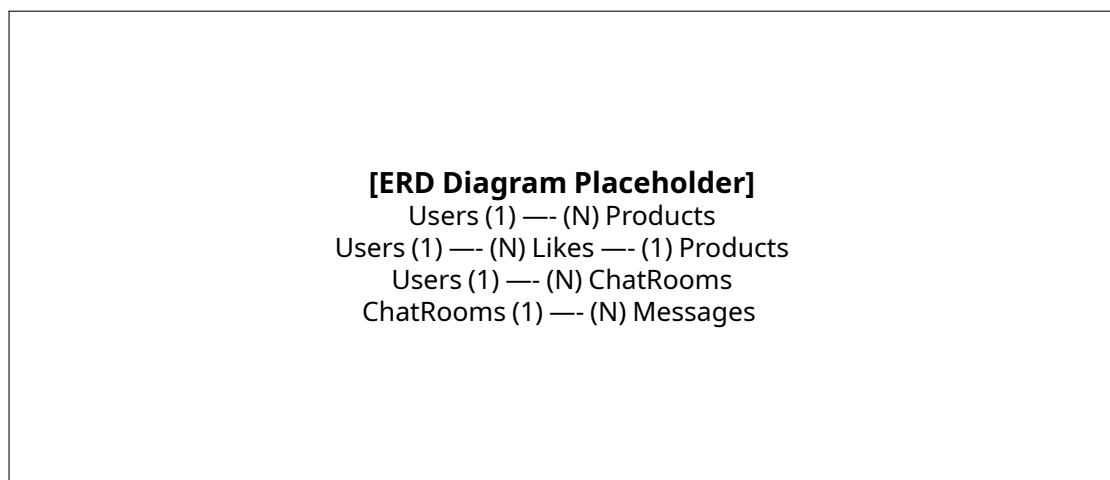 [ERD Diagram Placeholder]
Users (1) —- (N) Products
Users (1) —- (N) Likes —- (1) Products
Users (1) —- (N) ChatRooms
ChatRooms (1) —- (N) Messages